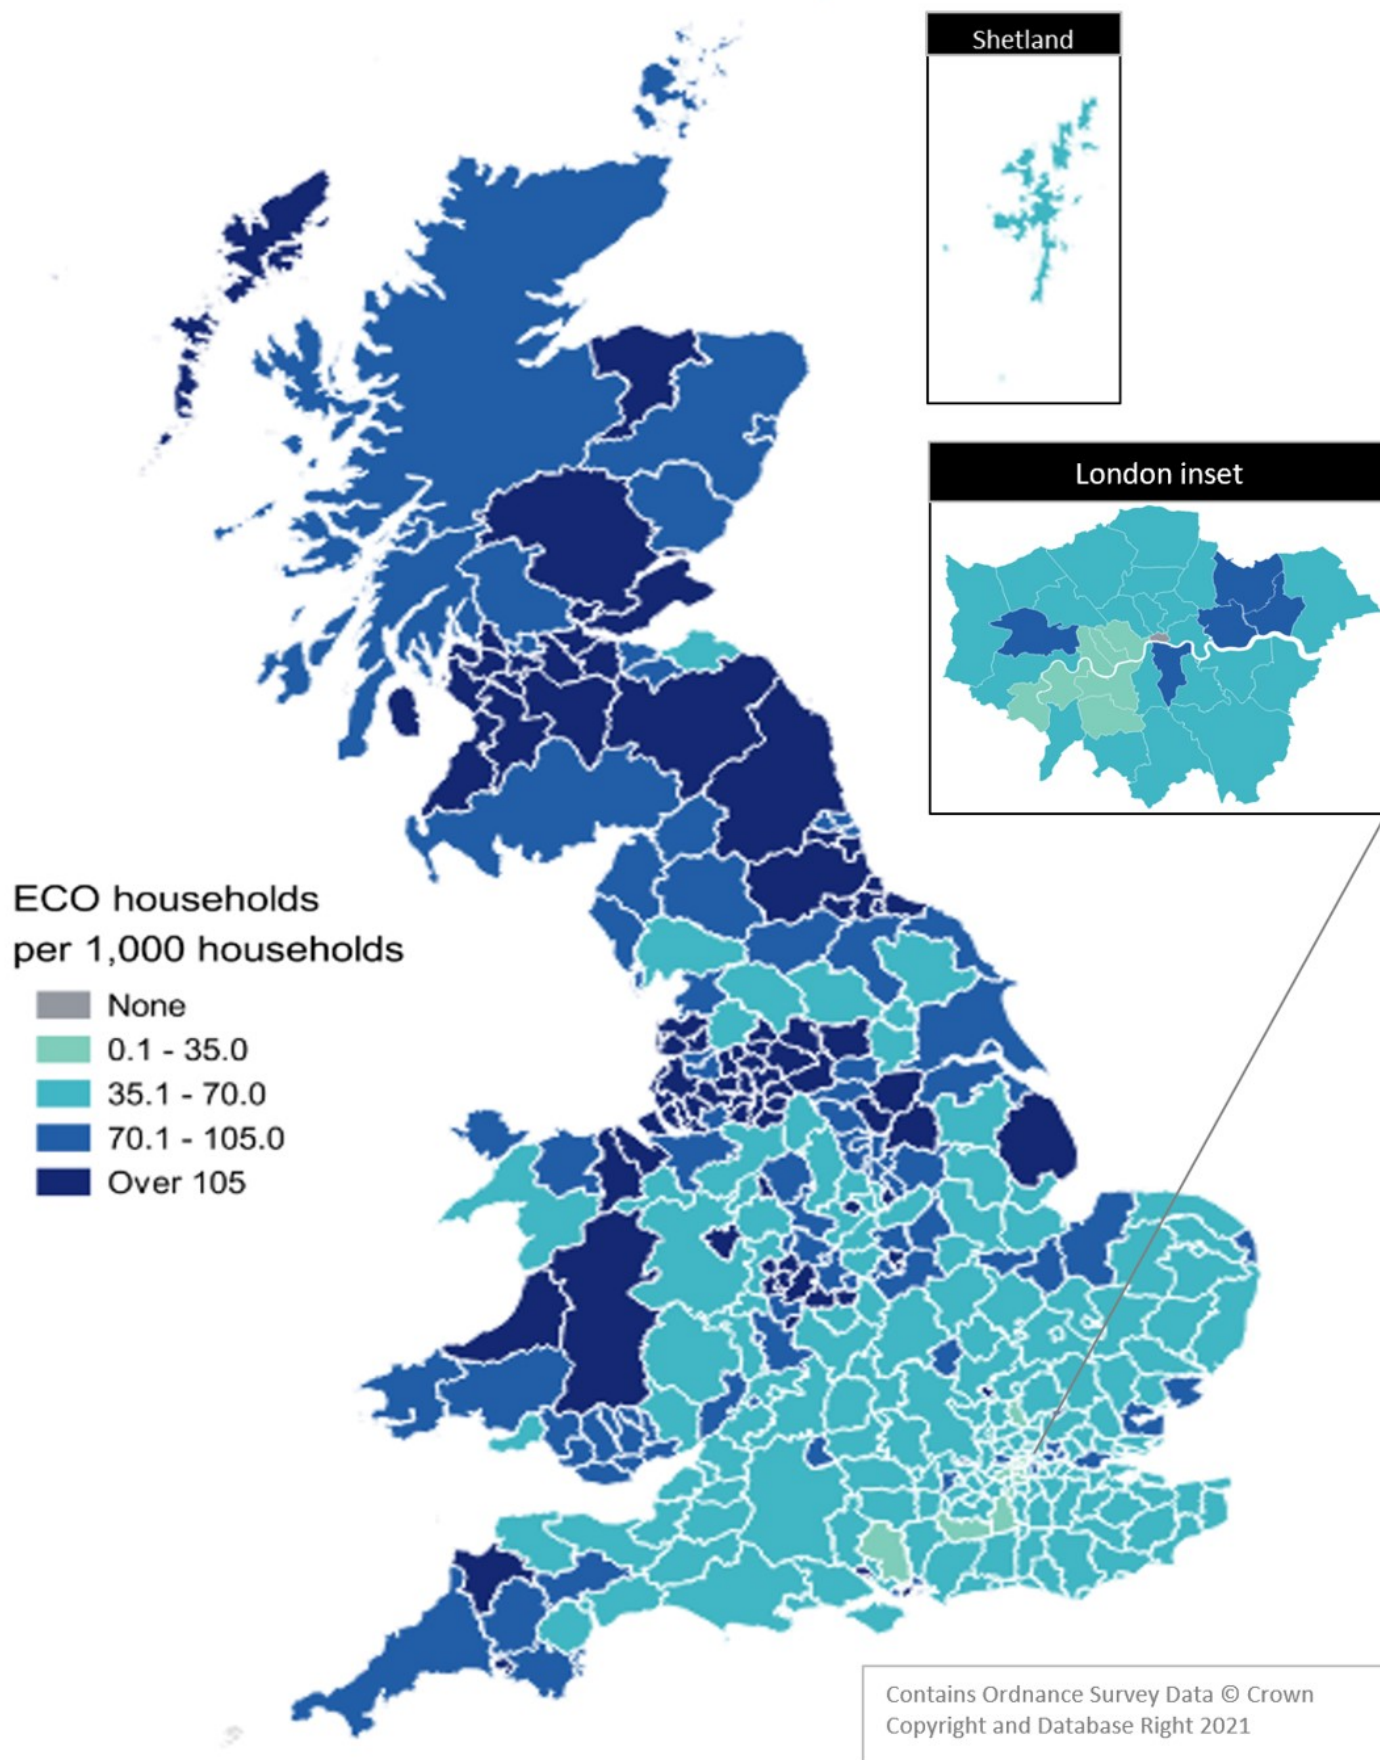 Shetland
London inset
ECO households
per 1,000 households
None
0.1 - 35.0
35.1 - 70.0
70.1 - 105.0
Over 105
Contains Ordnance Survey Data © Crown
Copyright and Database Right 2021